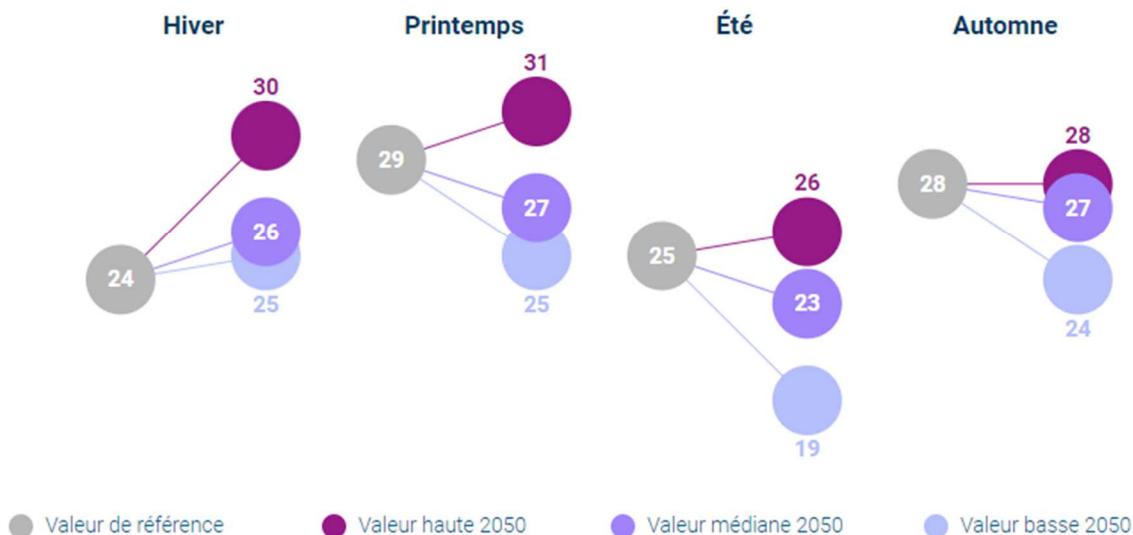 Hiver
Printemps
Été
Automne
30
24
26
25
31
29
27
25
26
25
23
19
28
28
27
24
Valeur de référence
Valeur haute 2050
Valeur médiane 2050
Valeur basse 2050